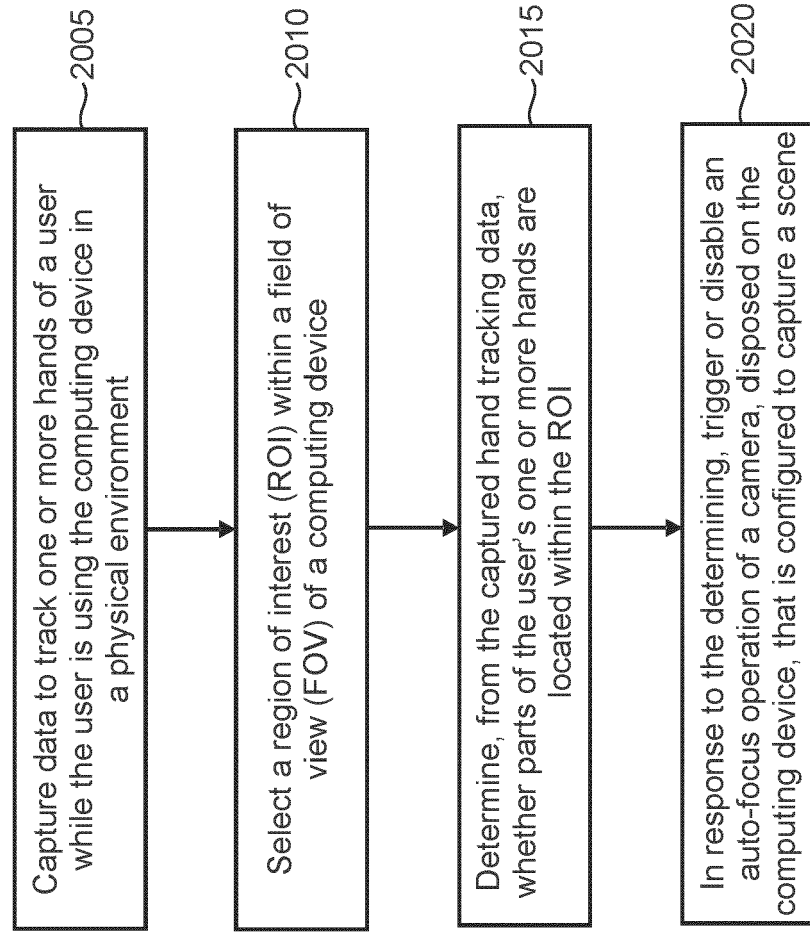 Capture data to track one or more hands of a user
while the user is using the computing device in
a physical environment
2005
Select a region of interest (ROI) within a field of
view (FOV) of a computing device
2010
Determine, from the captured hand tracking data,
whether parts of the user's one or more hands are
located within the ROI
2015
In response to the determining, trigger or disable an
auto-focus operation of a camera, disposed on the
computing device, that is configured to capture a scene
2020